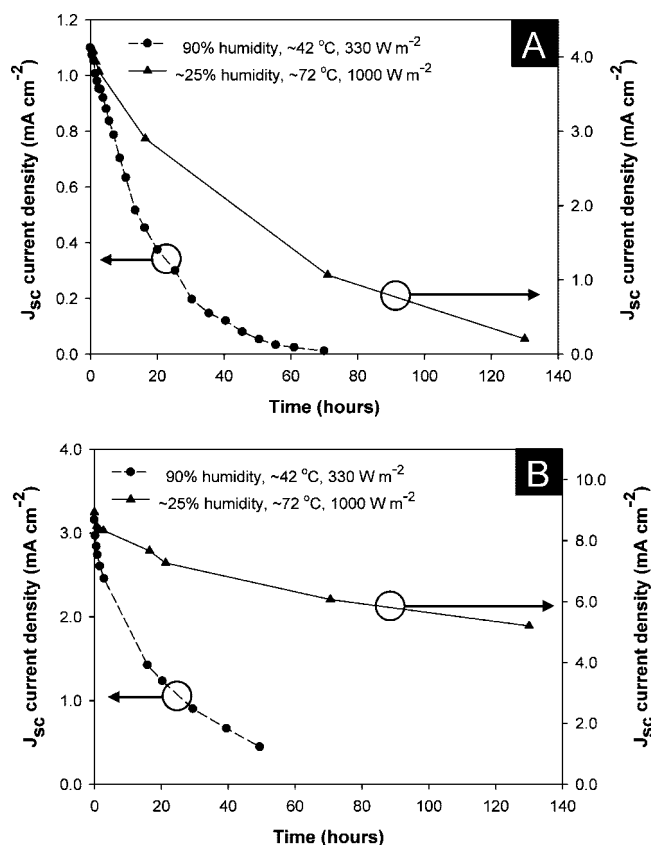 A
90% humidity, ~42 °C, 330 W m⁻²
~25% humidity, ~72 °C, 1000 W m⁻²
J_SC current density (mA cm⁻²)
1.2
1.0
0.8
0.6
0.4
0.2
0.0
J_SC current density (mA cm⁻²)
4.0
3.0
2.0
1.0
0.0
0 20 40 60 80 100 120 140
Time (hours)
B
90% humidity, ~42 °C, 330 W m⁻²
~25% humidity, ~72 °C, 1000 W m⁻²
J_SC current density (mA cm⁻²)
4.0
3.0
2.0
1.0
0.0
J_SC current density (mA cm⁻²)
10.0
8.0
6.0
4.0
2.0
0.0
0 20 40 60 80 100 120 140
Time (hours)